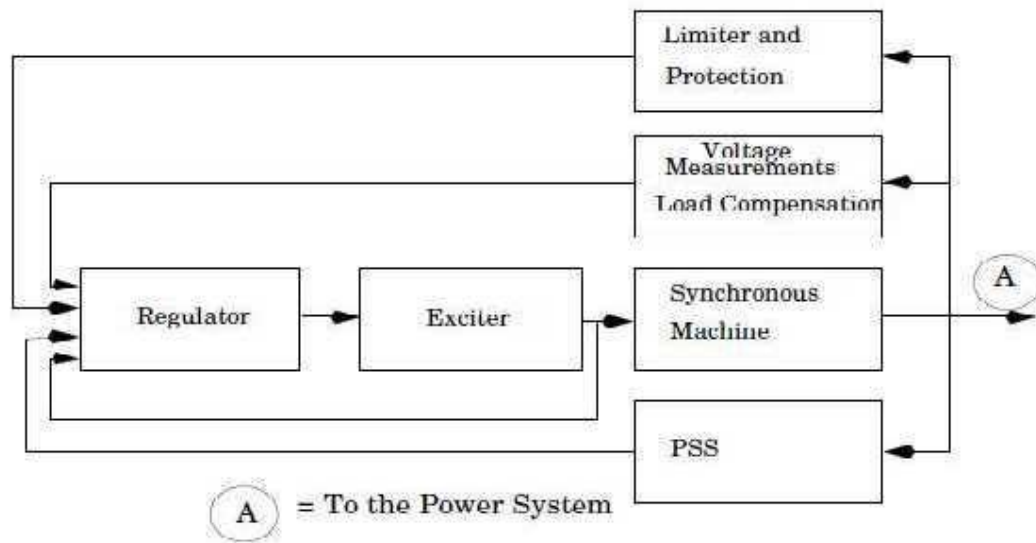 Limiter and
Protection
Voltage
Measurements
Load Compensation
A
Regulator
Exciter
Synchronous
Machine
PSS
A = To the Power System